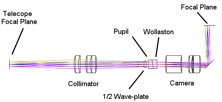 Focal Plane
Telescope
Focal Plane
Pupil
Wollaston
Collimator
Camera
1/2 Wave-plate